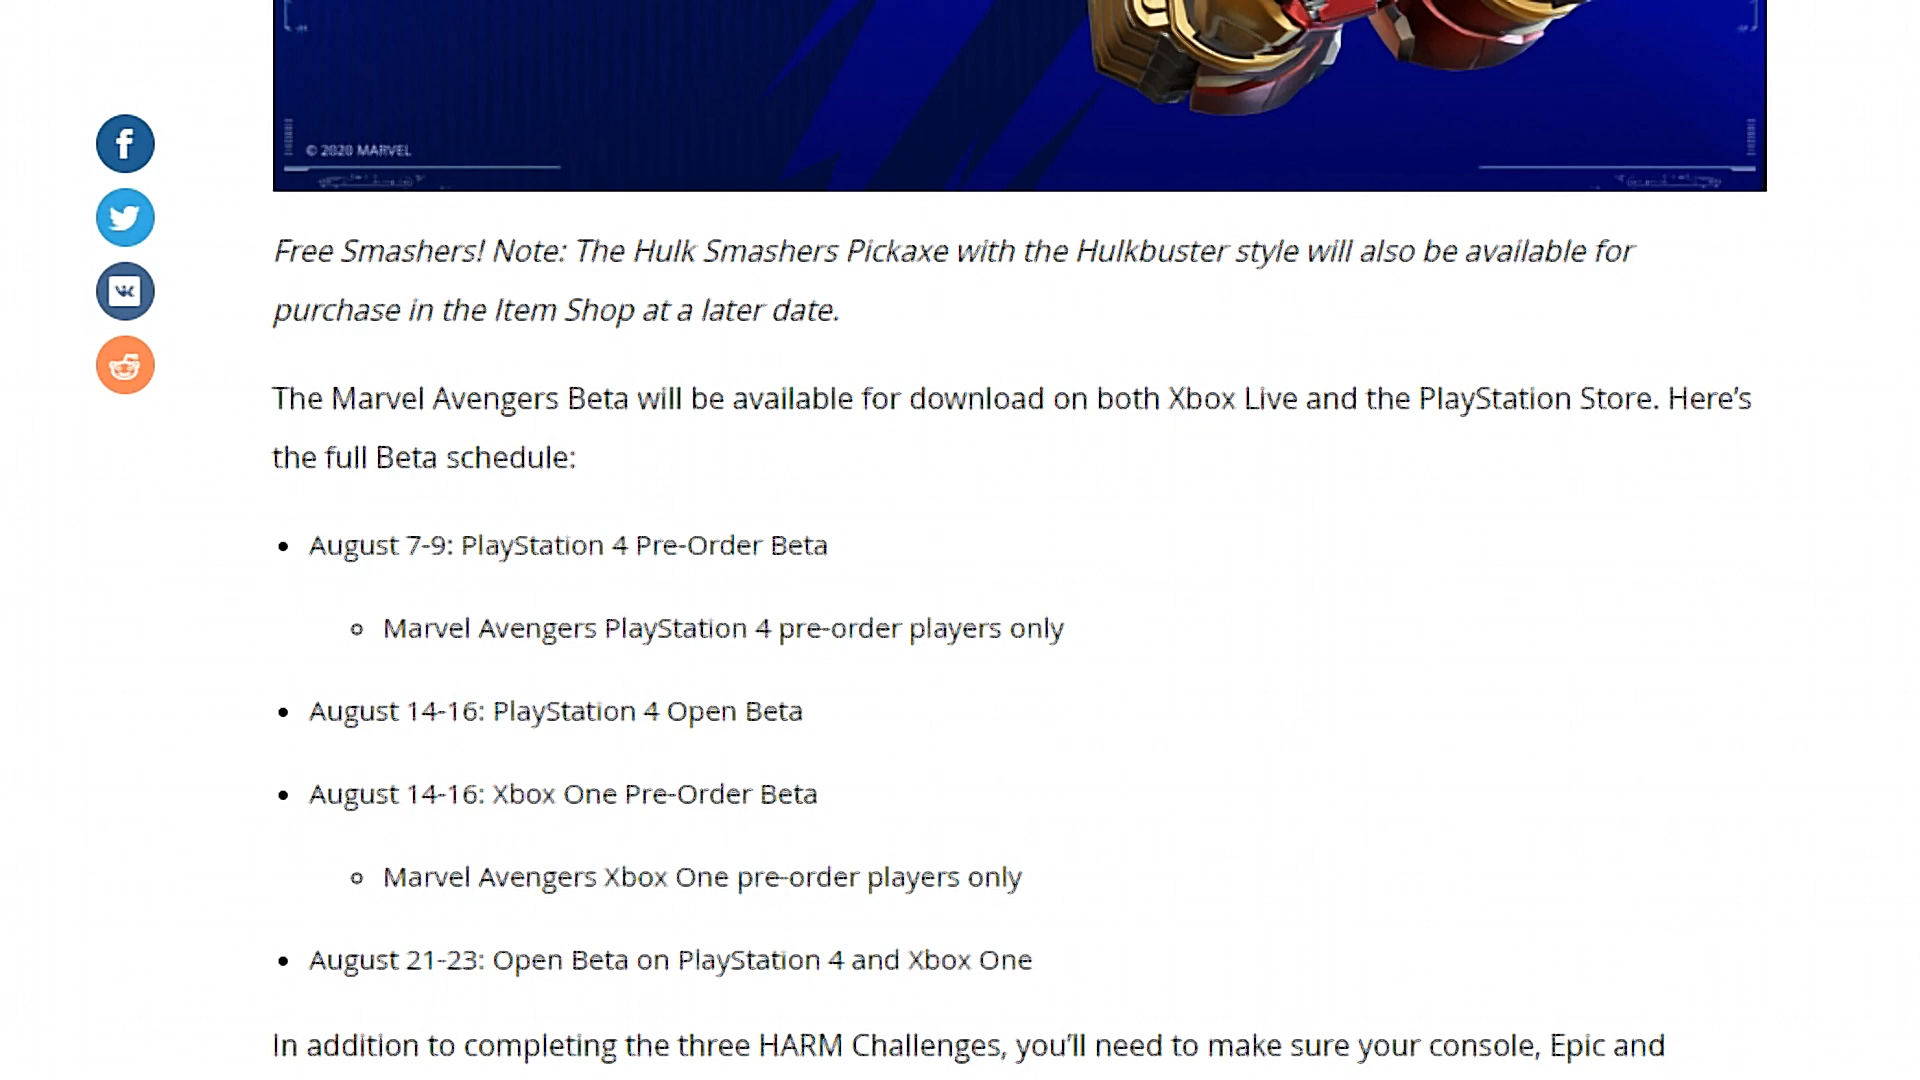 © 2020 MARVEL
Free Smashers! Note: The Hulk Smashers Pickaxe with the Hulkbuster style will also be available for
purchase in the Item Shop at a later date.
The Marvel Avengers Beta will be available for download on both Xbox Live and the PlayStation Store. Here’s
the full Beta schedule:
August 7-9: PlayStation 4 Pre-Order Beta
Marvel Avengers PlayStation 4 pre-order players only
August 14-16: PlayStation 4 Open Beta
August 14-16: Xbox One Pre-Order Beta
Marvel Avengers Xbox One pre-order players only
August 21-23: Open Beta on PlayStation 4 and Xbox One
In addition to completing the three HARM Challenges, you’ll need to make sure your console, Epic and